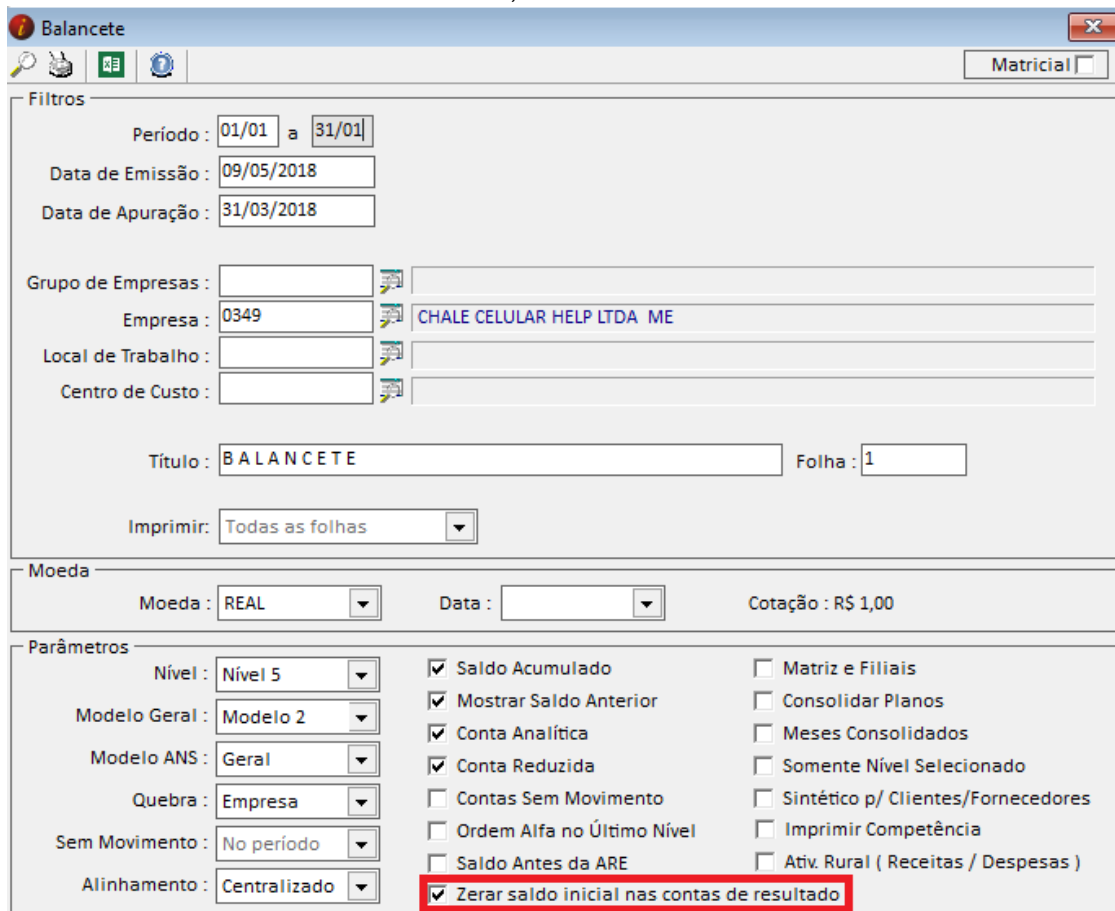 Balancete
Matricial
Filtros
Período : 01/01 a 31/01
Data de Emissão : 09/05/2018
Data de Apuração : 31/03/2018
Grupo de Empresas :
Empresa : 0349 CHALE CELULAR HELP LTDA ME
Local de Trabalho :
Centro de Custo :
Título : B A L A N C E T E Folha : 1
Imprimir: Todas as folhas
Moeda
Moeda : REAL Data : Cotação : R$ 1,00
Parâmetros
Nível : Nível 5 Saldo Acumulado Matriz e Filiais
Mostrar Saldo Anterior Consolidar Planos
Modelo Geral : Modelo 2 Conta Analítica Meses Consolidados
Modelo ANS : Geral Conta Reduzida Somente Nível Selecionado
Quebra : Empresa Contas Sem Movimento Sintético p/ Clientes/Fornecedores
Sem Movimento : No período Ordem Alfa no Último Nível Imprimir Competência
Saldo Antes da ARE Ativ. Rural ( Receitas / Despesas )
Alinhamento : Centralizado Zerar saldo inicial nas contas de resultado